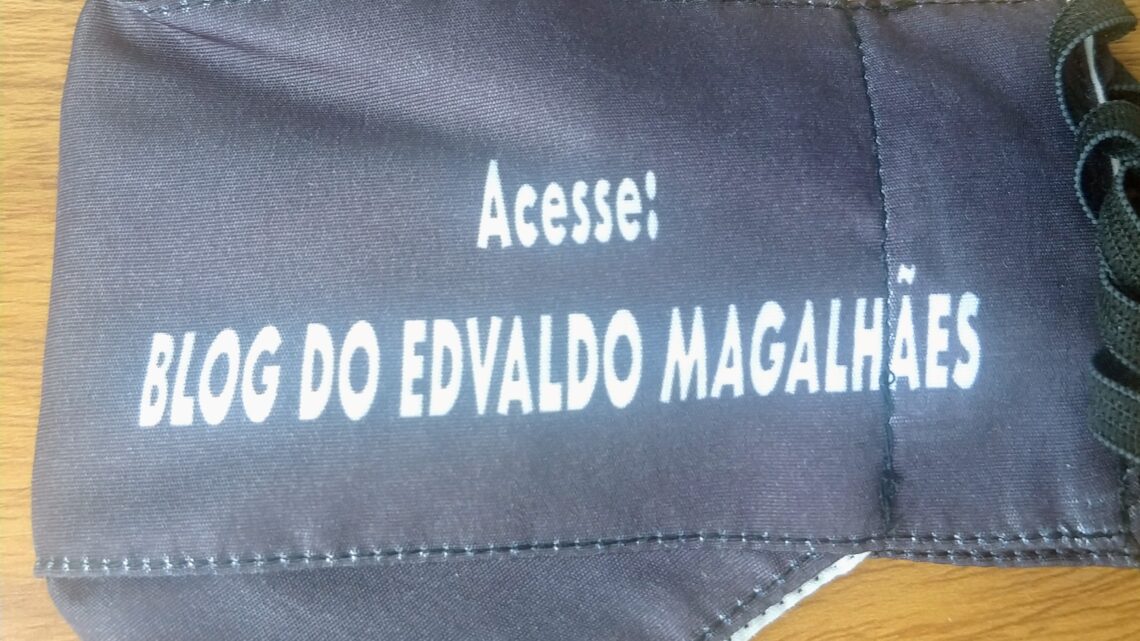 Acesse:
BLOG DO EDVALDO MAGALHÃES